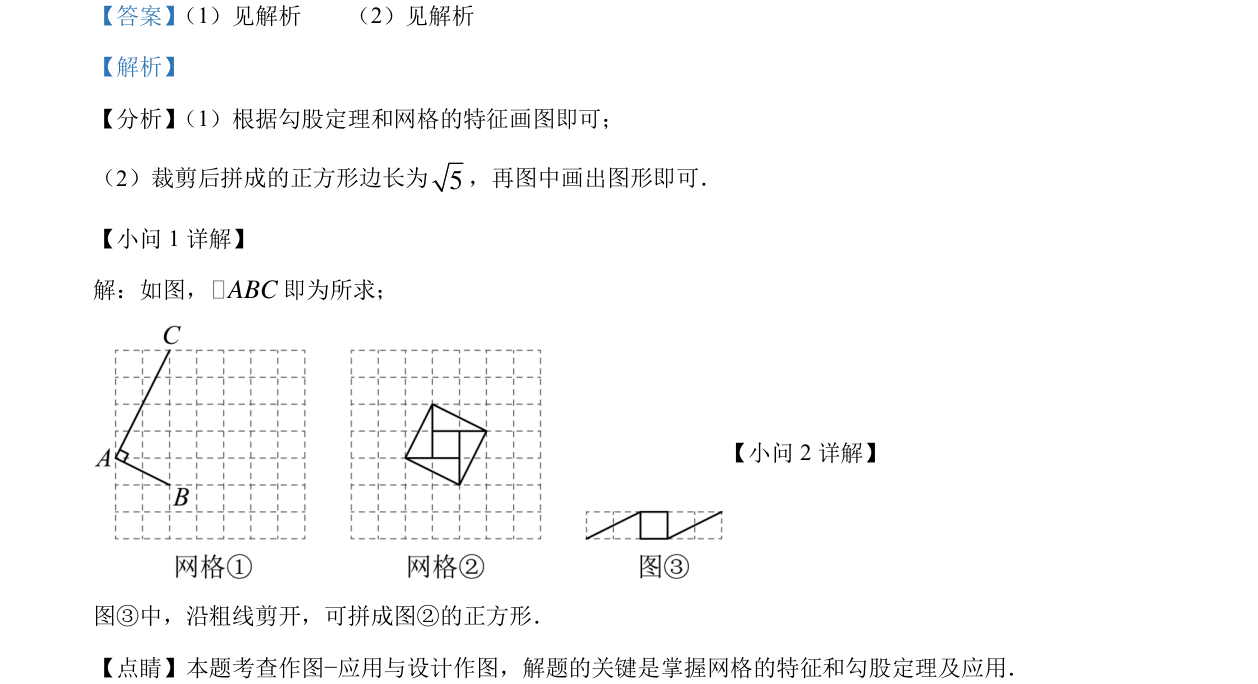 【答案】（1）见解析　　（2）见解析
【解析】
【分析】（1）根据勾股定理和网格的特征画图即可；
（2）裁剪后拼成的正方形边长为√5，再图中画出图形即可．
【小问 1 详解】
解：如图，□ABC 即为所求；
C
A
B
网格①
网格②
图③
【小问 2 详解】
图③中，沿粗线剪开，可拼成图②的正方形．
【点睛】本题考查作图−应用与设计作图，解题的关键是掌握网格的特征和勾股定理及应用．